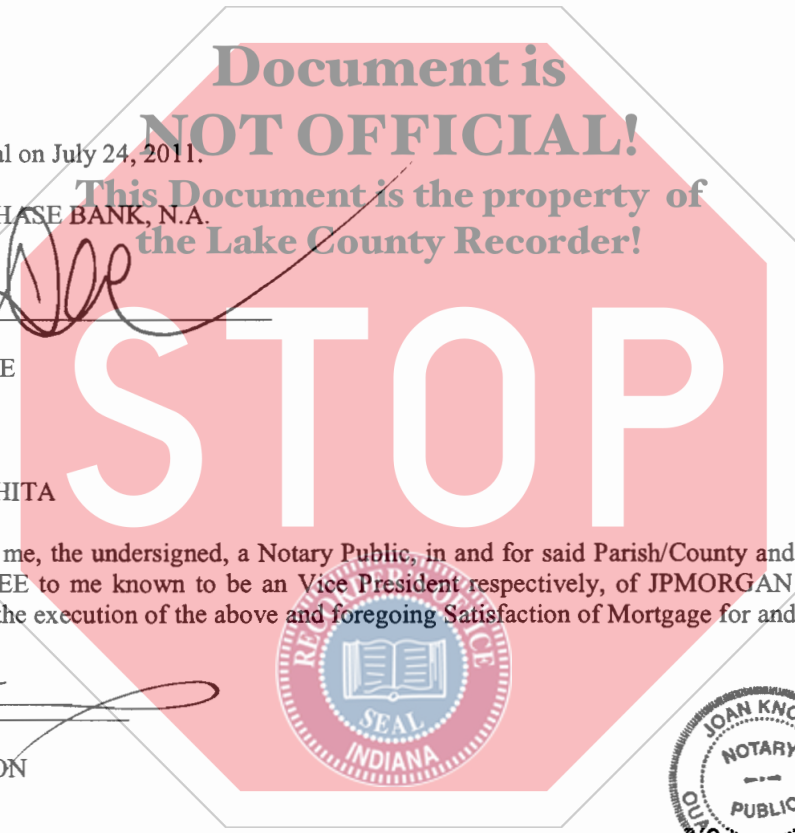 Document is
NOT OFFICIAL!
al on July 24, 2011.
This Document is the property of
HASE BANK, N.A.
the Lake County Recorder!
STOP
E
HITA
me, the undersigned, a Notary Public, in and for said Parish/County and
EE to me known to be an Vice President respectively, of JPMORGAN
the execution of the above and foregoing Satisfaction of Mortgage for and
RECORDER'S OFFICE
SEAL
INDIANA
ON
JOAN KNO
NOTARY
PUBLIC
OUA